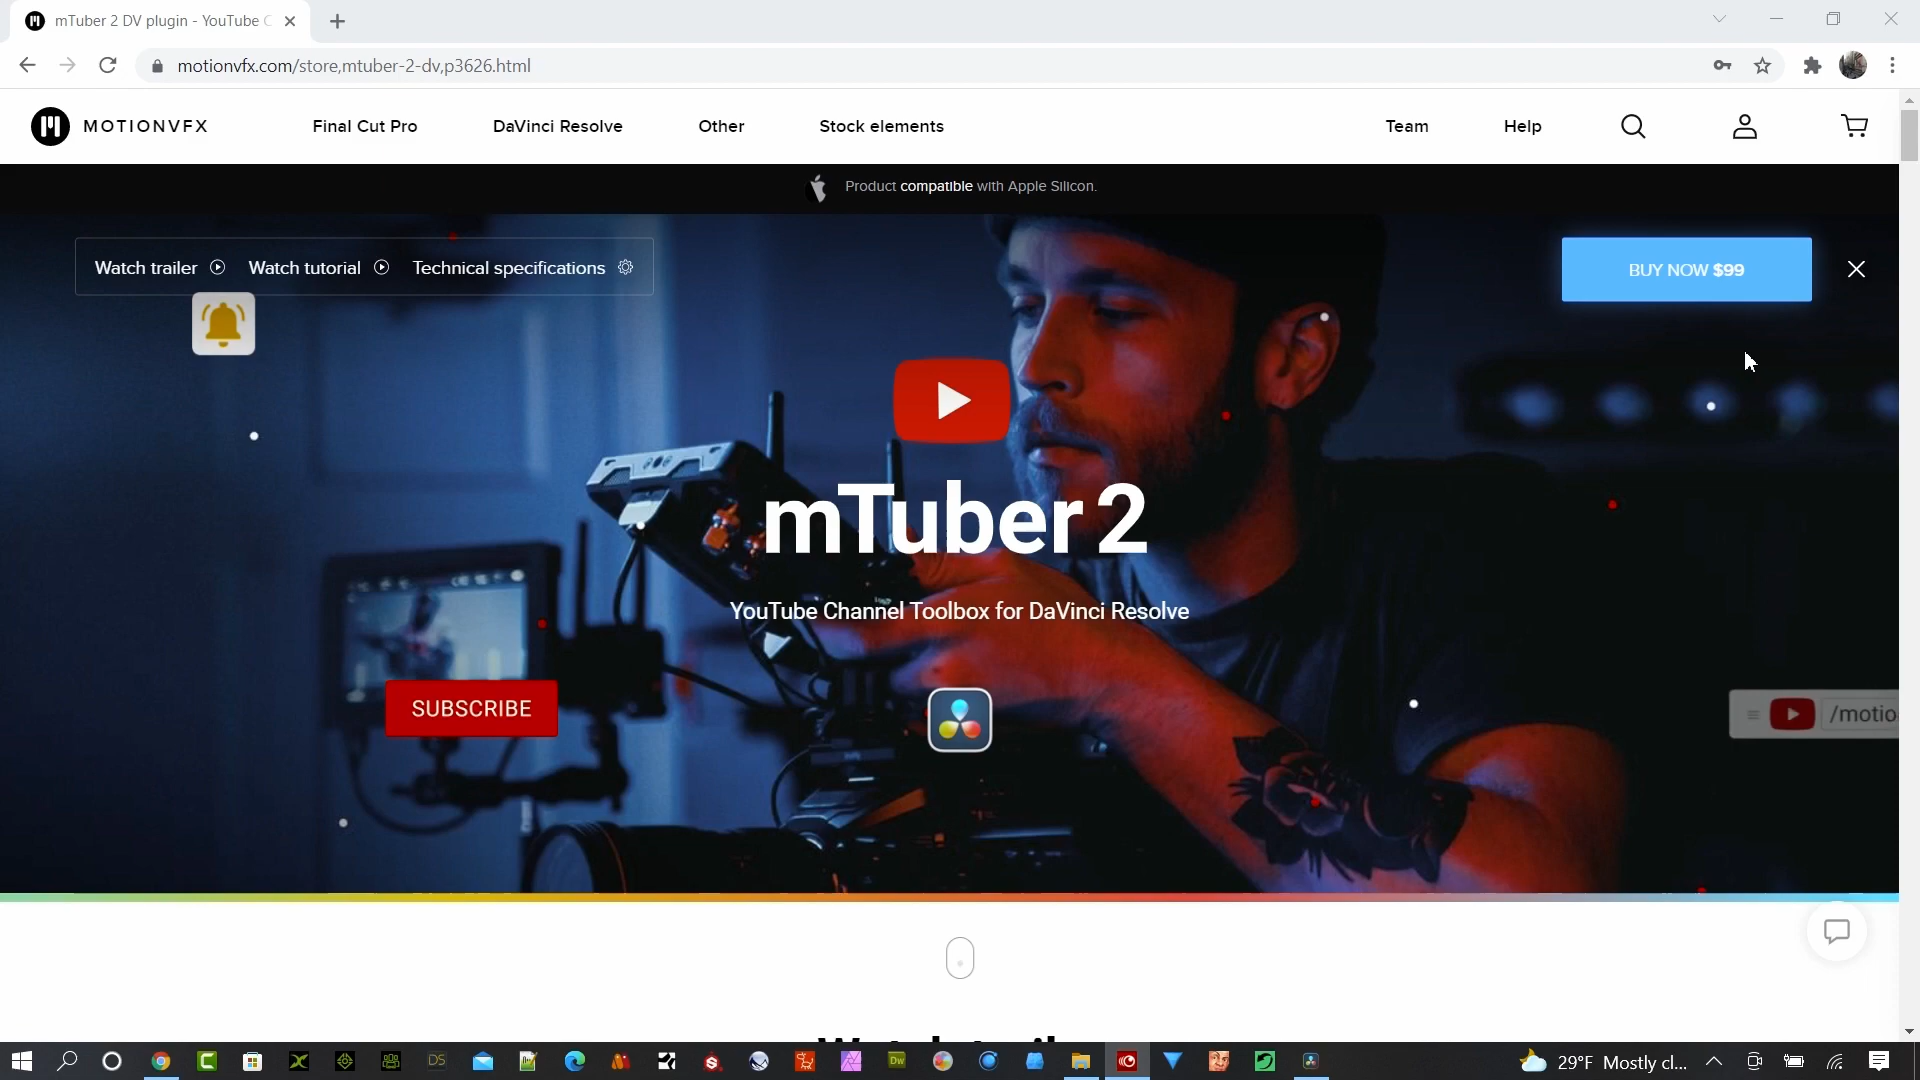 mTuber 2 DV plugin - YouTube C
motionvfx.com/store,mtuber-2-dv,p3626.html
MOTIONVFX
Final Cut Pro
DaVinci Resolve
Other
Stock elements
Team
Help
Product compatible with Apple Silicon.
Watch trailer
Watch tutorial
Technical specifications
BUY NOW $99
mTuber 2
YouTube Channel Toolbox for DaVinci Resolve
SUBSCRIBE
/motio
DS
Dw
29°F Mostly cl...